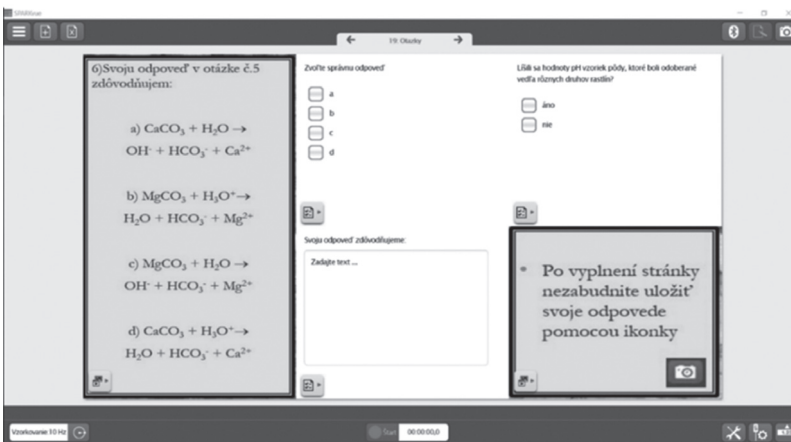 SPARKvue
19: Otázky
6)Svoju odpoveď v otázke č.5
zdôvodňujem:
a) CaCO₃ + H₂O →
OH⁻ + HCO₃⁻ + Ca²⁺
b) MgCO₃ + H₃O⁺→
H₂O + HCO₃⁻ + Mg²⁺
c) MgCO₃ + H₂O →
OH⁻ + HCO₃⁻ + Mg²⁺
d) CaCO₃ + H₃O⁺→
H₂O + HCO₃⁻ + Ca²⁺
Zvoľte správnu odpoveď
a
b
c
d
Svoju odpoveď zdôvodňujeme:
Zadajte text ...
Líšili sa hodnoty pH vzoriek pôdy, ktoré boli odoberané
vedľa rôznych druhov rastlín?
áno
nie
• Po vyplnení stránky
nezabudnite uložiť
svoje odpovede
pomocou ikonky
Vzorkovanie:10 Hz
Start
00:00:00,0